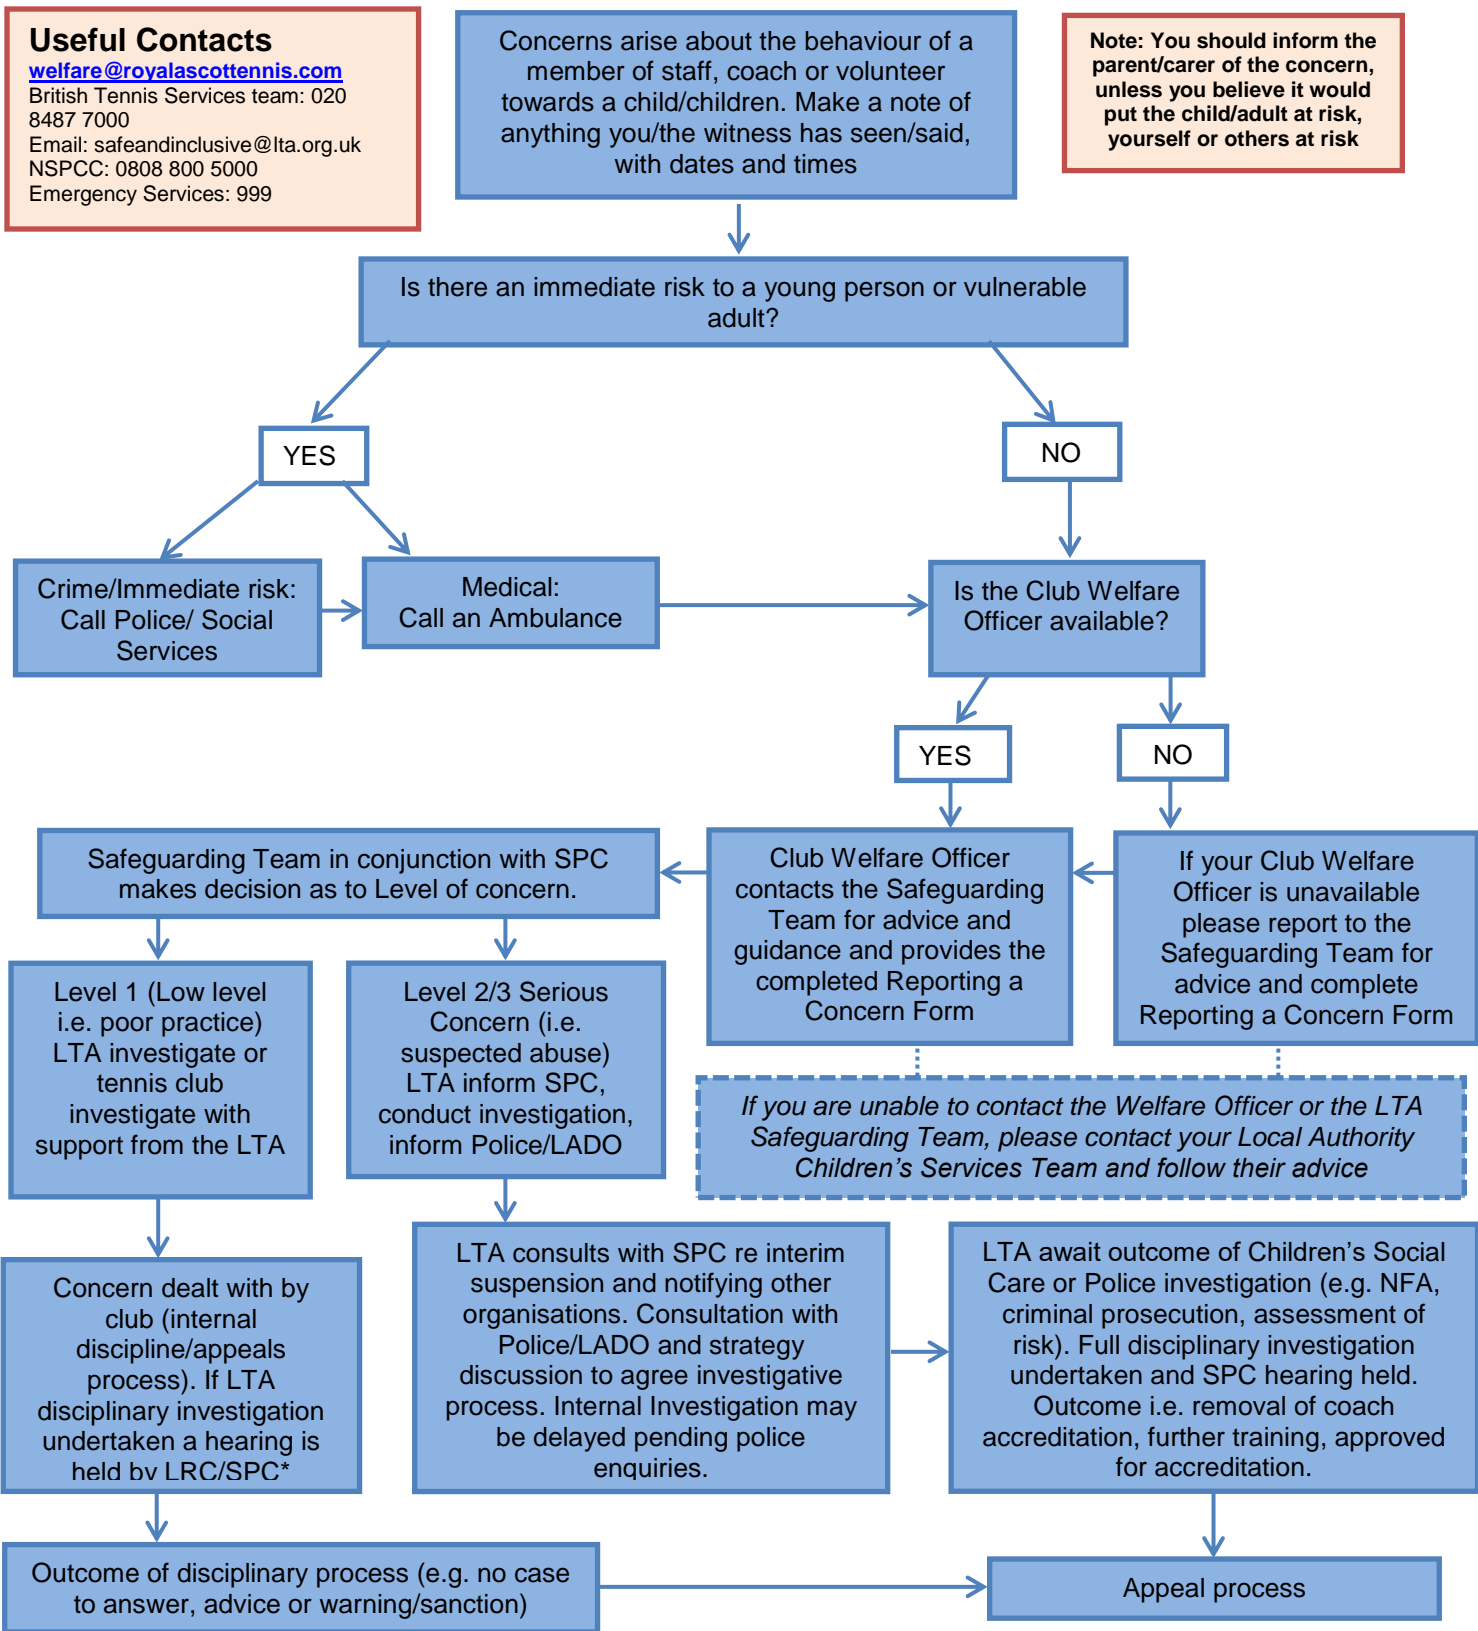 Useful Contacts
welfare@royalascottennis.com
British Tennis Services team: 020
8487 7000
Email: safeandinclusive@lta.org.uk
NSPCC: 0808 800 5000
Emergency Services: 999
Concerns arise about the behaviour of a
member of staff, coach or volunteer
towards a child/children. Make a note of
anything you/the witness has seen/said,
with dates and times
Note: You should inform the
parent/carer of the concern,
unless you believe it would
put the child/adult at risk,
yourself or others at risk
Is there an immediate risk to a young person or vulnerable
adult?
YES
NO
Crime/Immediate risk:
Call Police/ Social
Services
Medical:
Call an Ambulance
Is the Club Welfare
Officer available?
YES
NO
Safeguarding Team in conjunction with SPC
makes decision as to Level of concern.
Club Welfare Officer
contacts the Safeguarding
Team for advice and
guidance and provides the
completed Reporting a
Concern Form
If your Club Welfare
Officer is unavailable
please report to the
Safeguarding Team for
advice and complete
Reporting a Concern Form
Level 1 (Low level
i.e. poor practice)
LTA investigate or
tennis club
investigate with
support from the LTA
Level 2/3 Serious
Concern (i.e.
suspected abuse)
LTA inform SPC,
conduct investigation,
inform Police/LADO
If you are unable to contact the Welfare Officer or the LTA
Safeguarding Team, please contact your Local Authority
Children’s Services Team and follow their advice
Concern dealt with by
club (internal
discipline/appeals
process). If LTA
disciplinary investigation
undertaken a hearing is
held by LRC/SPC*
LTA consults with SPC re interim
suspension and notifying other
organisations. Consultation with
Police/LADO and strategy
discussion to agree investigative
process. Internal Investigation may
be delayed pending police
enquiries.
LTA await outcome of Children’s Social
Care or Police investigation (e.g. NFA,
criminal prosecution, assessment of
risk). Full disciplinary investigation
undertaken and SPC hearing held.
Outcome i.e. removal of coach
accreditation, further training, approved
for accreditation.
Outcome of disciplinary process (e.g. no case
to answer, advice or warning/sanction)
Appeal process